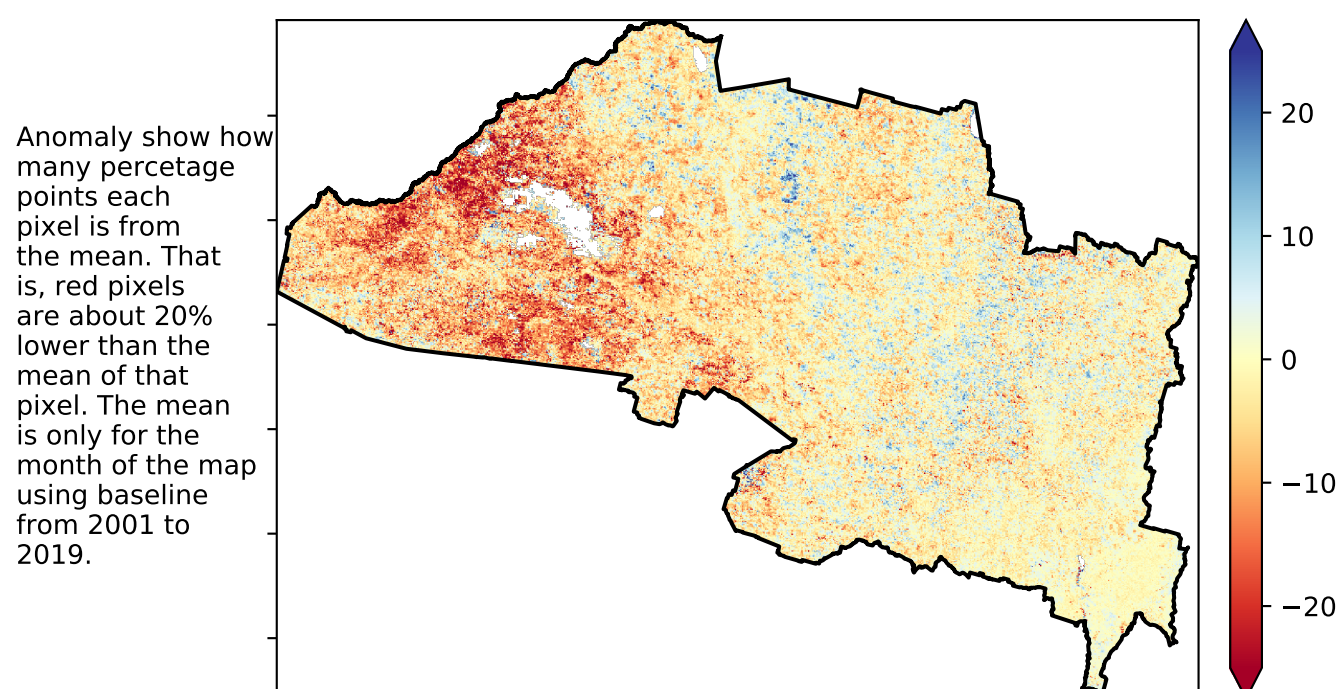 Anomaly show how
many percetage
points each
pixel is from
the mean. That
is, red pixels
are about 20%
lower than the
mean of that
pixel. The mean
is only for the
month of the map
using baseline
from 2001 to
2019.
20
10
0
−10
−20